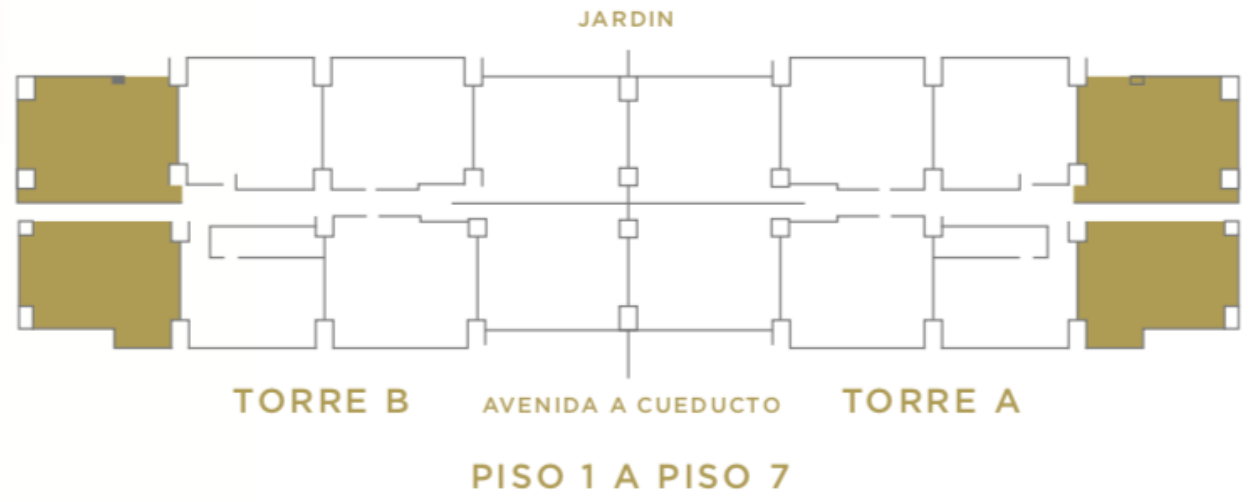 JARDIN
TORRE B
AVENIDA A CUEDUCTO
TORRE A
PISO 1 A PISO 7